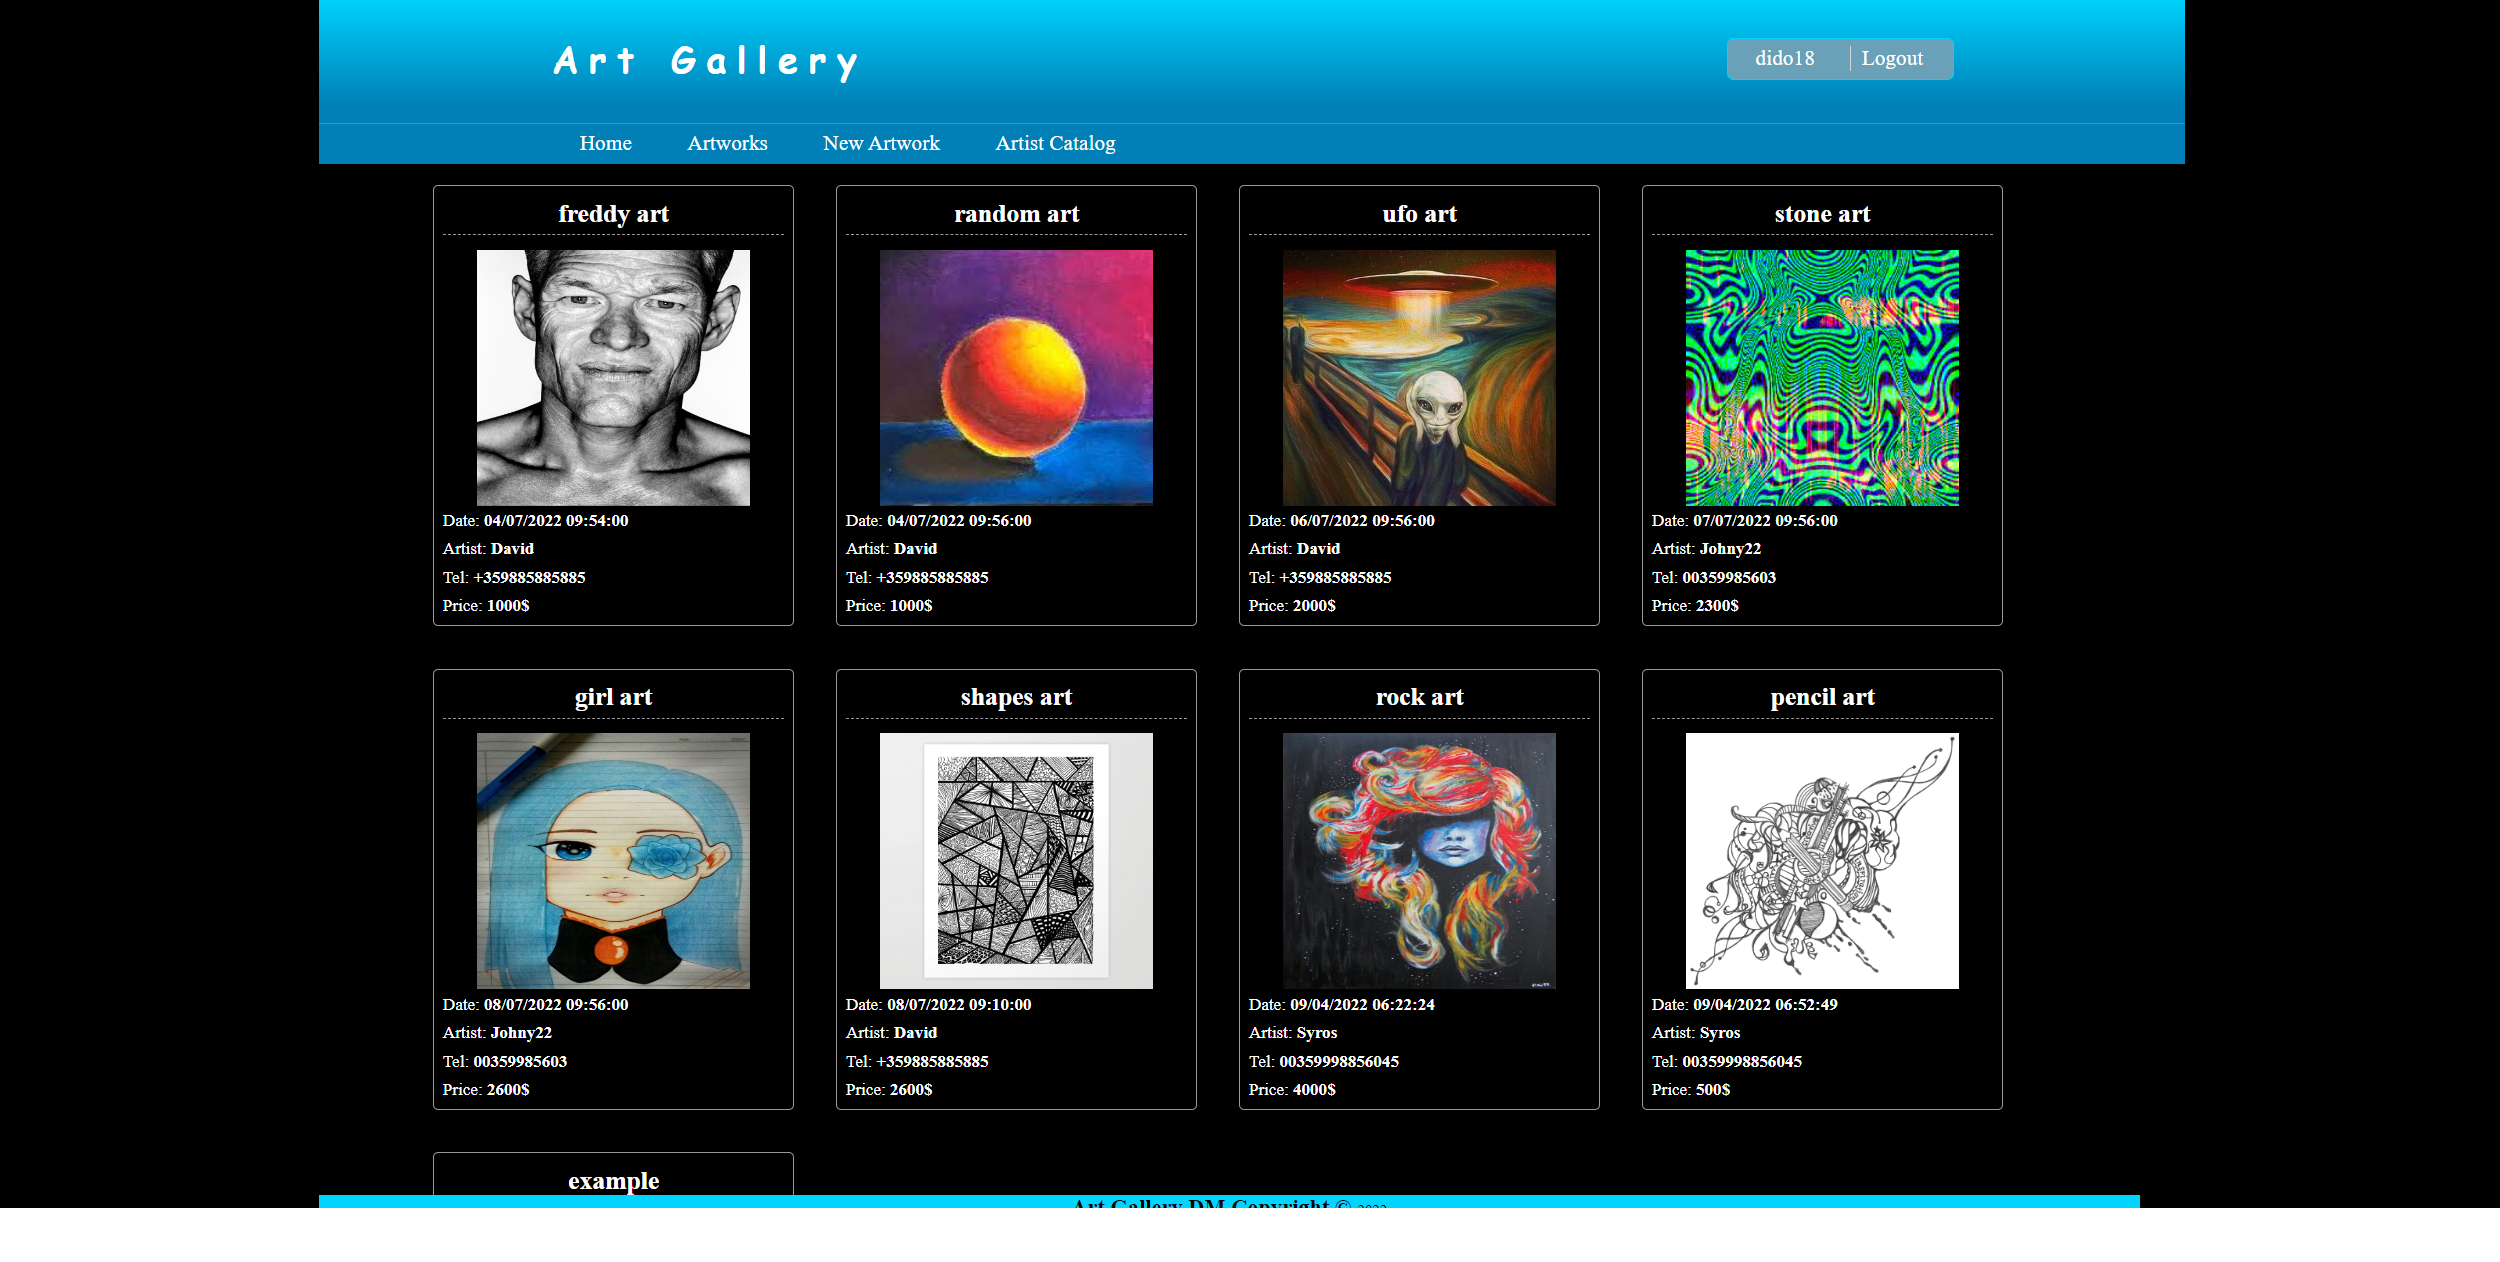 Art Gallery
dido18
Logout
Home
Artworks
New Artwork
Artist Catalog
freddy art
Date: 04/07/2022 09:54:00
Artist: David
Tel: +359885885885
Price: 1000$
random art
Date: 04/07/2022 09:56:00
Artist: David
Tel: +359885885885
Price: 1000$
ufo art
Date: 06/07/2022 09:56:00
Artist: David
Tel: +359885885885
Price: 2000$
stone art
Date: 07/07/2022 09:56:00
Artist: Johny22
Tel: 00359985603
Price: 2300$
girl art
Date: 08/07/2022 09:56:00
Artist: Johny22
Tel: 00359985603
Price: 2600$
shapes art
Date: 08/07/2022 09:10:00
Artist: David
Tel: +359885885885
Price: 2600$
rock art
Date: 09/04/2022 06:22:24
Artist: Syros
Tel: 00359998856045
Price: 4000$
pencil art
Date: 09/04/2022 06:52:49
Artist: Syros
Tel: 00359998856045
Price: 500$
example
Art Gallery DM Copyright ©